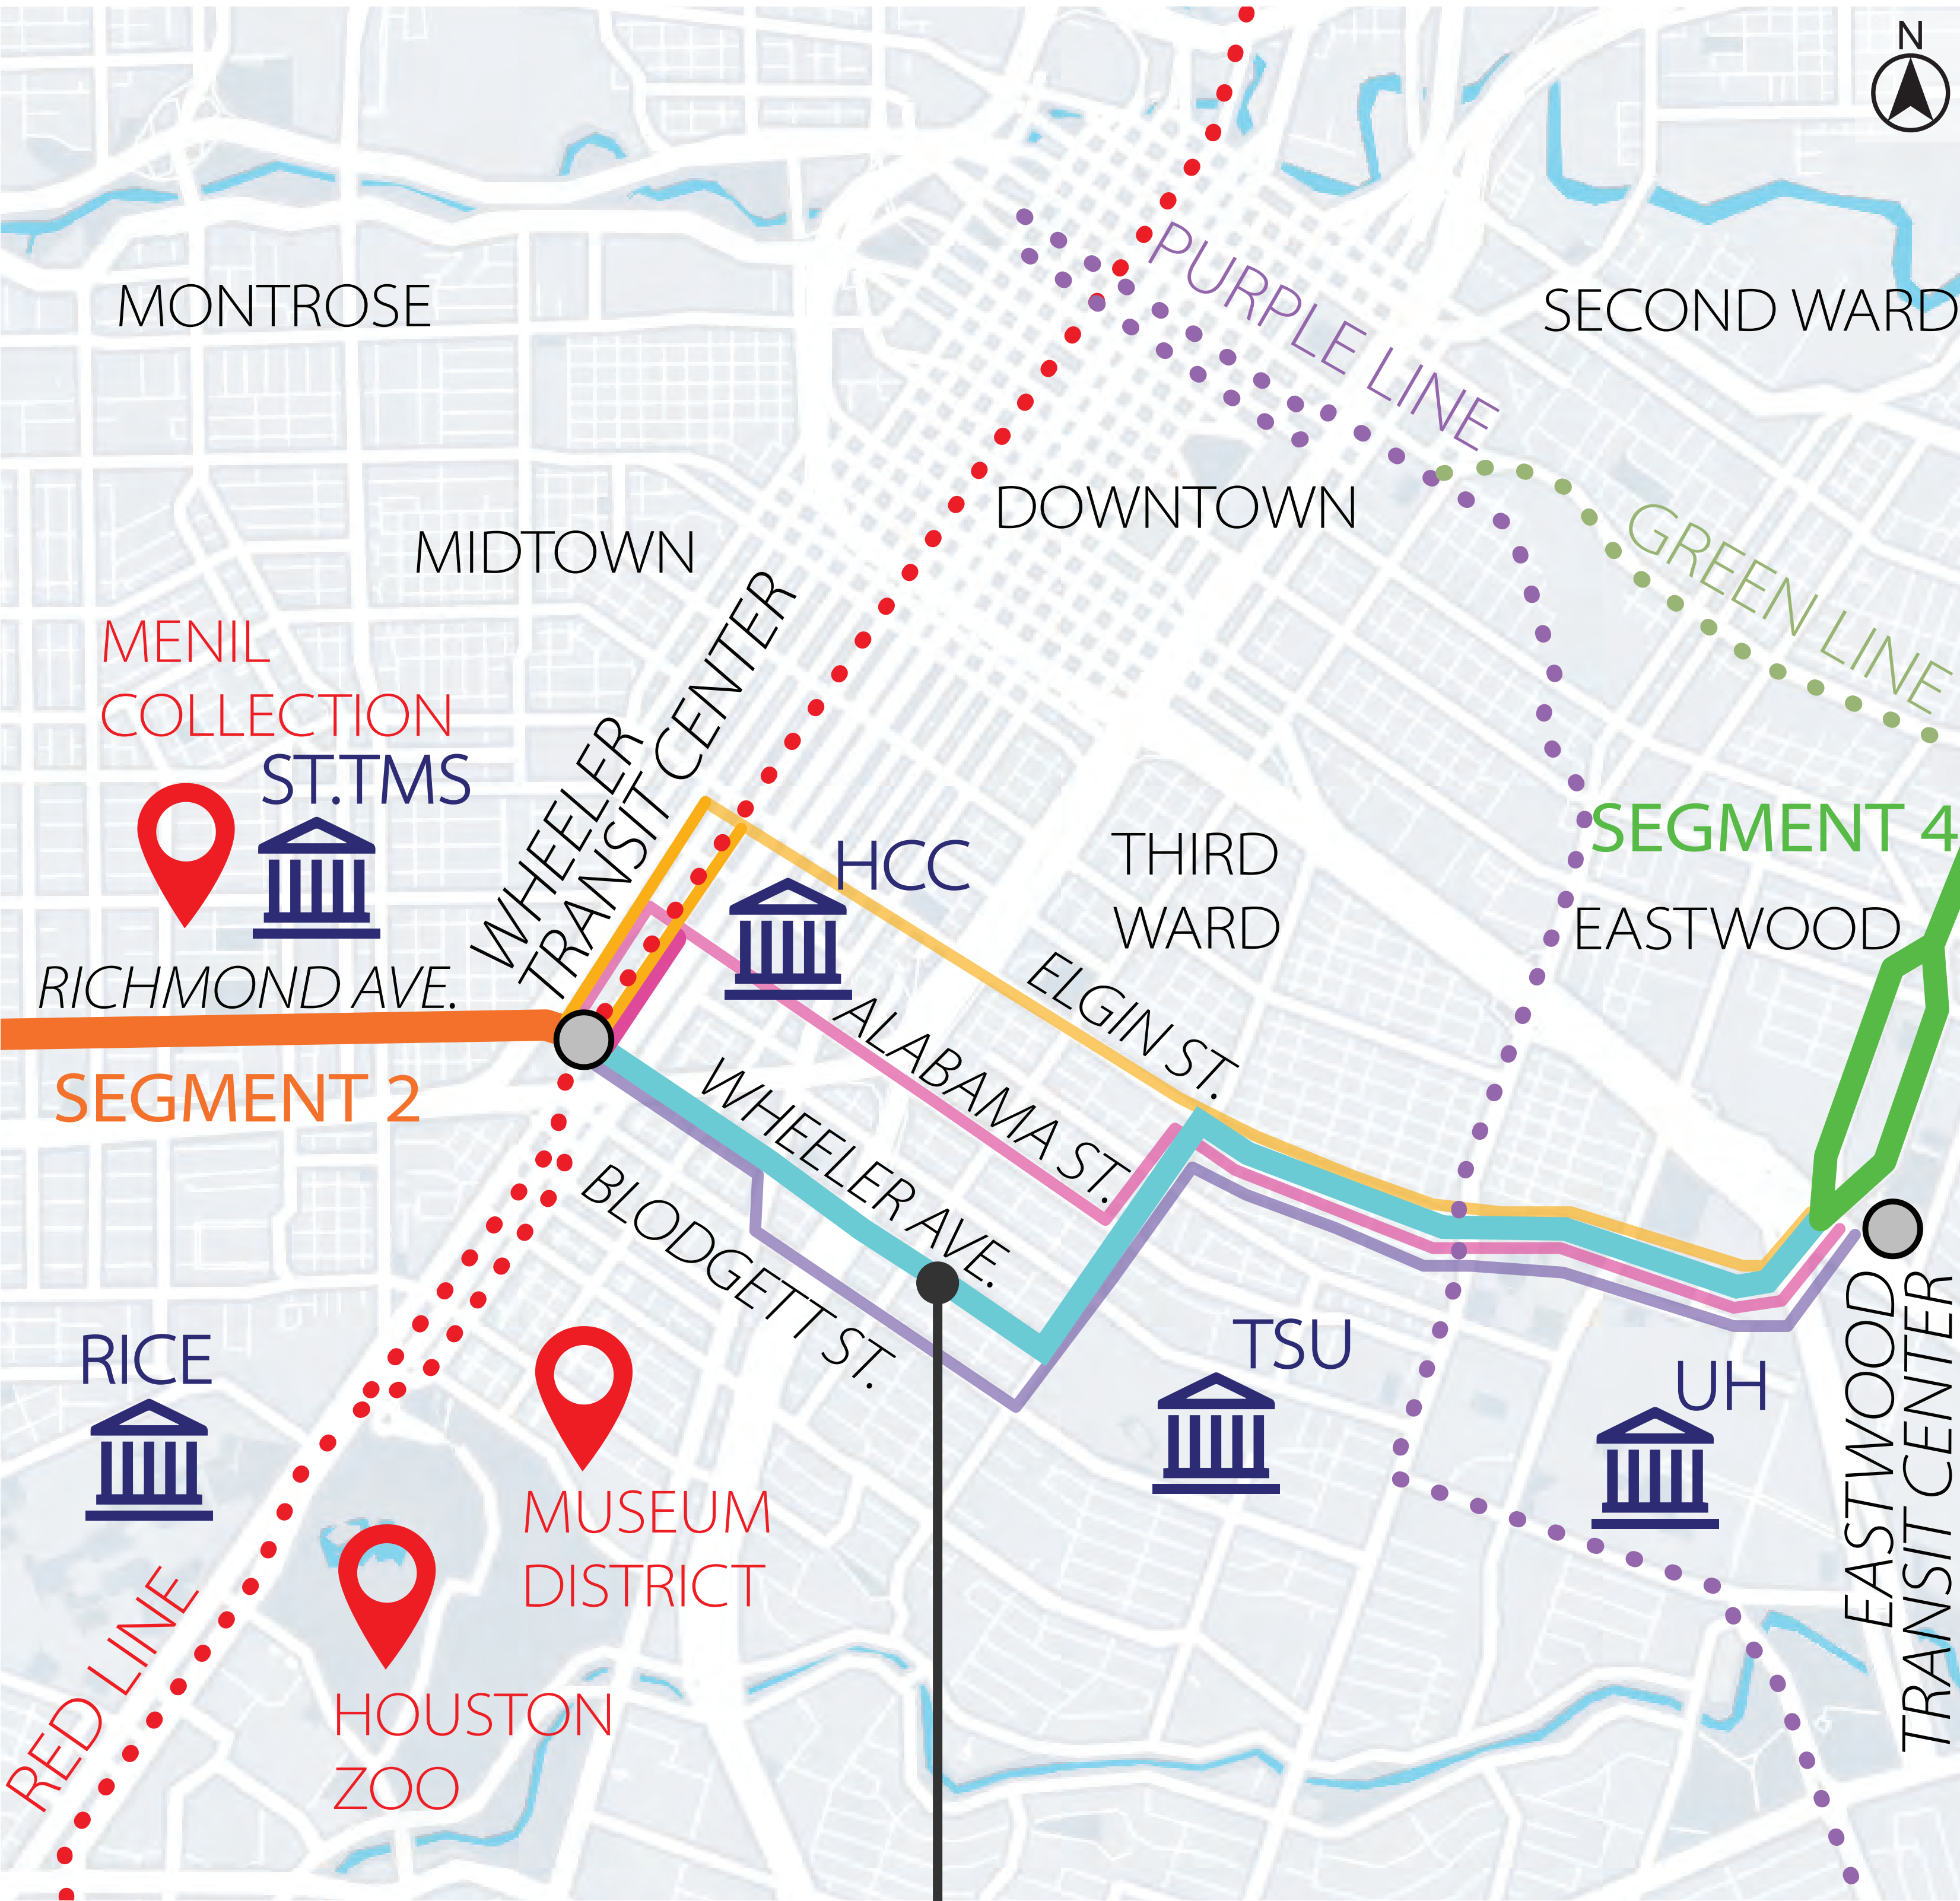 N
MONTROSE
SECOND WARD
PURPLE LINE
DOWNTOWN
MIDTOWN
GREEN LINE
MENIL
COLLECTION
ST.TMS
WHEELER
TRANSIT CENTER
HCC
THIRD
WARD
SEGMENT 4
EASTWOOD
RICHMOND AVE.
SEGMENT 2
ELGIN ST.
ALABAMA ST.
WHEELER AVE.
BLODGETT ST.
RICE
TSU
UH
EASTWOOD
TRANSIT CENTER
MUSEUM
DISTRICT
RED LINE
HOUSTON
ZOO